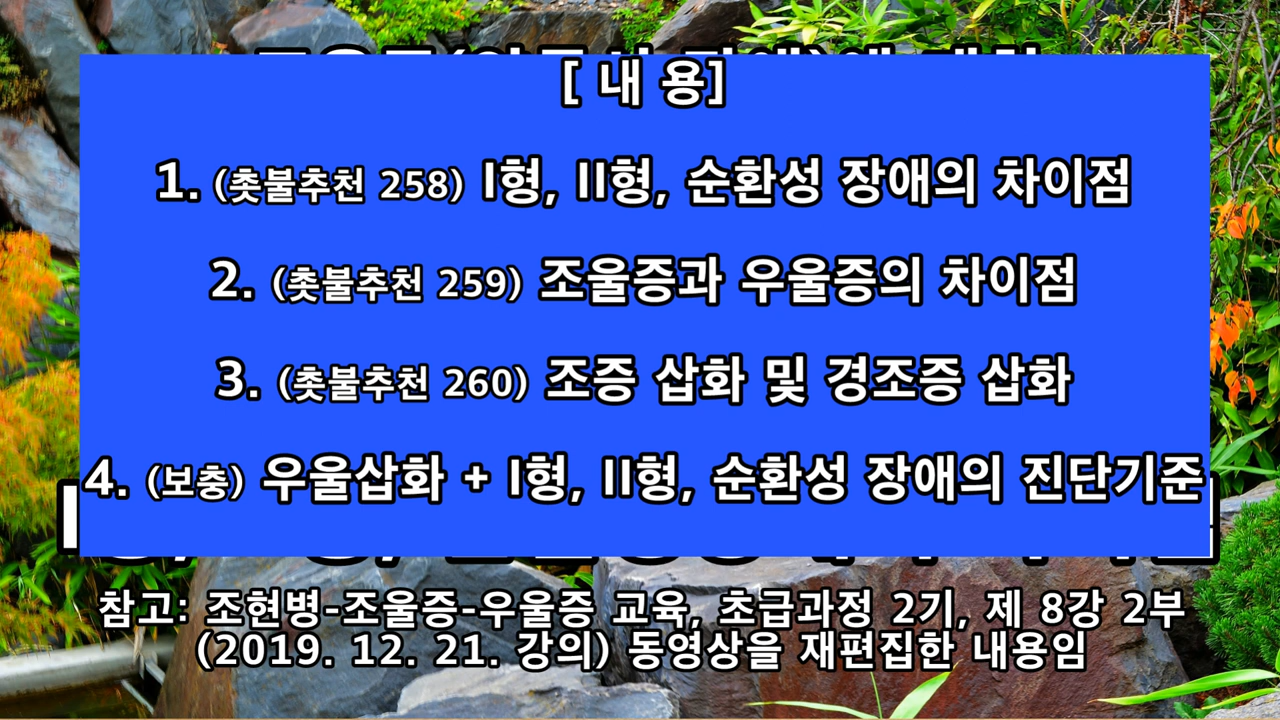 [ 내 용]
1. (촛불추천 258) I형, II형, 순환성 장애의 차이점
2. (촛불추천 259) 조울증과 우울증의 차이점
3. (촛불추천 260) 조증 삽화 및 경조증 삽화
4. (보충) 우울삽화 + I형, II형, 순환성 장애의 진단기준
참고: 조현병-조울증-우울증 교육, 초급과정 2기, 제 8강 2부
(2019. 12. 21. 강의) 동영상을 재편집한 내용임